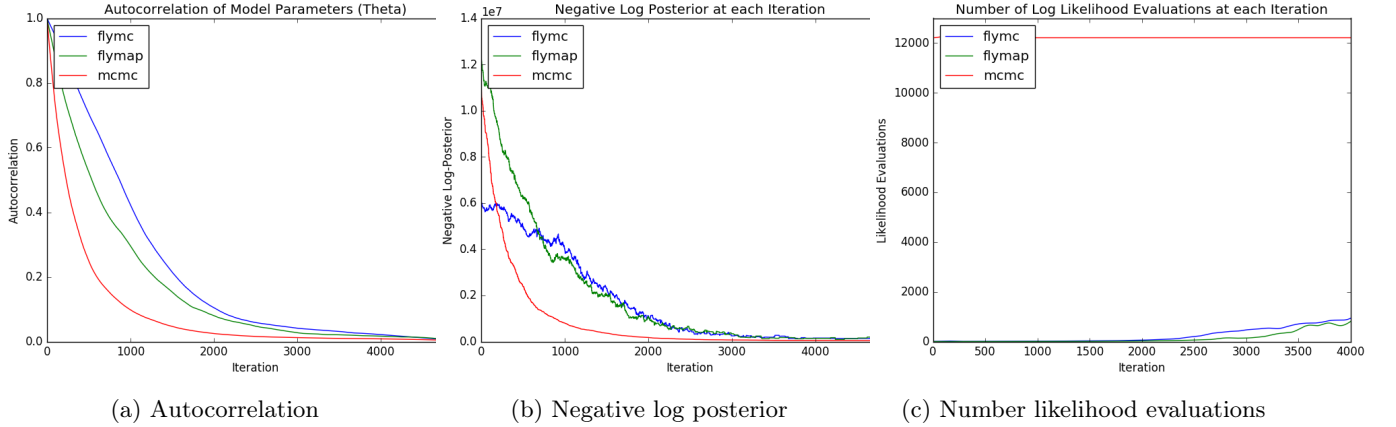 Autocorrelation of Model Parameters (Theta)
1.0
0.8
0.6
0.4
0.2
0.0
Autocorrelation
flymc
flymap
mcmc
0
1000
2000
3000
4000
Iteration
(a) Autocorrelation
Negative Log Posterior at each Iteration
1e7
1.4
1.2
1.0
0.8
0.6
0.4
0.2
0.0
Negative Log-Posterior
flymc
flymap
mcmc
0
1000
2000
3000
4000
Iteration
(b) Negative log posterior
Number of Log Likelihood Evaluations at each Iteration
12000
10000
8000
6000
4000
2000
0
Likelihood Evaluations
flymc
flymap
mcmc
0
500
1000
1500
2000
2500
3000
3500
4000
Iteration
(c) Number likelihood evaluations